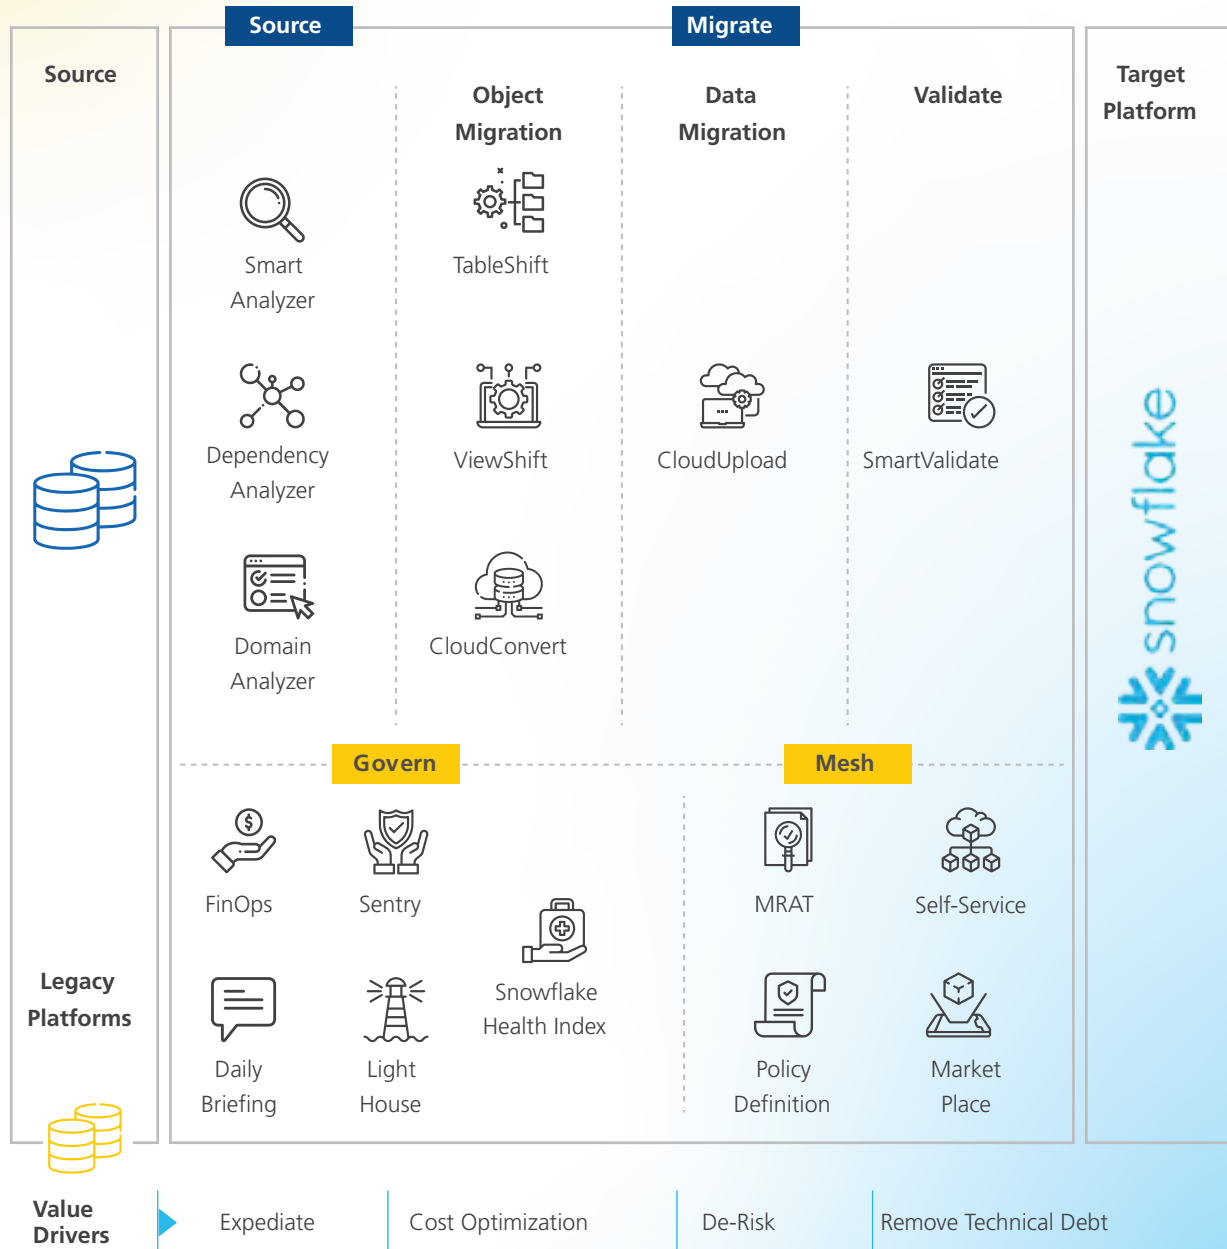 Source
Migrate
Source
Object
Migration
Data
Migration
Validate
Target
Platform
Smart
Analyzer
TableShift
Dependency
Analyzer
ViewShift
CloudUpload
SmartValidate
Domain
Analyzer
CloudConvert
snowflake
Govern
Mesh
$
FinOps
Sentry
Snowflake
Health Index
MRAT
Self-Service
Legacy
Platforms
Daily
Briefing
Light
House
Policy
Definition
Market
Place
Value
Drivers
Expediate
Cost Optimization
De-Risk
Remove Technical Debt